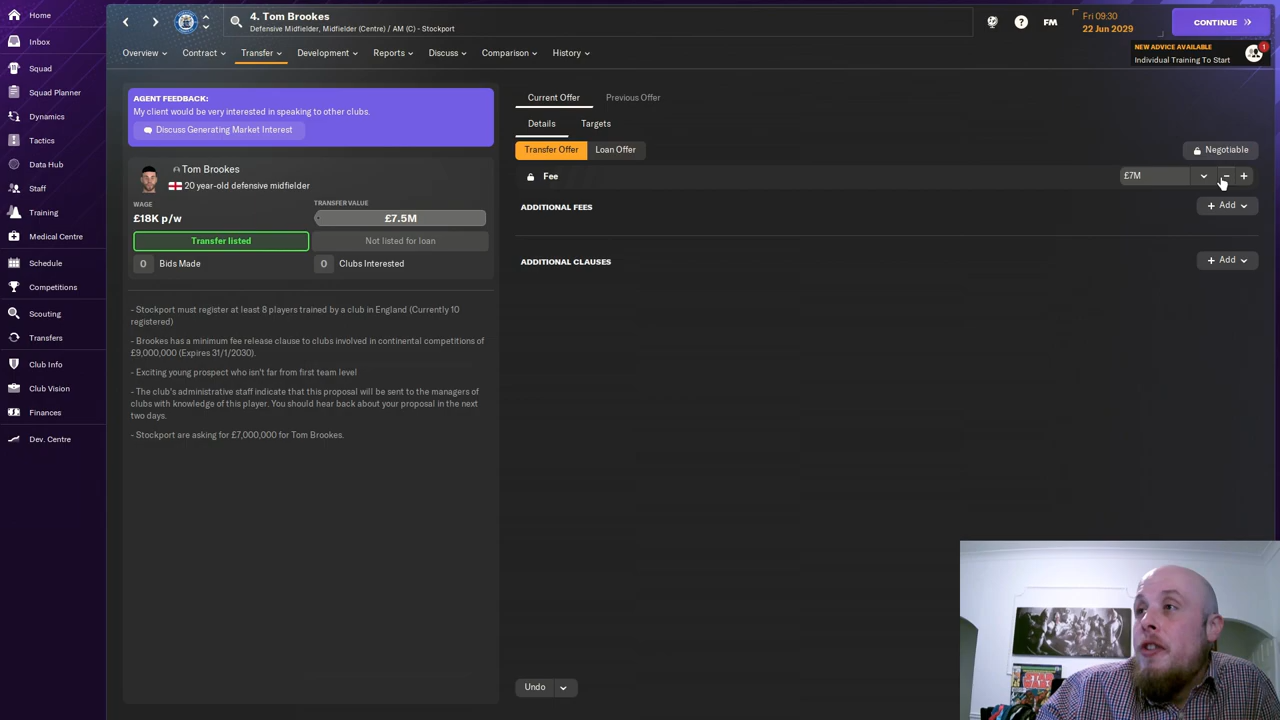 Home
Inbox
Squad
Squad Planner
Dynamics
Tactics
Data Hub
Staff
Training
Medical Centre
Schedule
Competitions
Scouting
Transfers
Club Info
Club Vision
Finances
Dev. Centre
4. Tom Brookes
Defensive Midfielder, Midfielder (Centre) / AM (C) - Stockport
FM
Fri 09:30
22 Jun 2029
CONTINUE
NEW ADVICE AVAILABLE
Individual Training To Start
1
Overview
Contract
Transfer
Development
Reports
Discuss
Comparison
History
AGENT FEEDBACK:
My client would be very interested in speaking to other clubs.
Discuss Generating Market Interest
Tom Brookes
20 year-old defensive midfielder
WAGE
TRANSFER VALUE
£18K p/w
£7.5M
Transfer listed
Not listed for loan
0 Bids Made
0 Clubs Interested
- Stockport must register at least 8 players trained by a club in England (Currently 10
registered)
- Brookes has a minimum fee release clause to clubs involved in continental competitions of
£9,000,000 (Expires 31/1/2030).
- Exciting young prospect who isn't far from first team level
- The club's administrative staff indicate that this proposal will be sent to the managers of
clubs with knowledge of this player. You should hear back about your proposal in the next
two days.
- Stockport are asking for £7,000,000 for Tom Brookes.
Current Offer
Previous Offer
Details
Targets
Transfer Offer
Loan Offer
Negotiable
Fee
£7M
ADDITIONAL FEES
+ Add
ADDITIONAL CLAUSES
+ Add
Undo
STAR
WARS